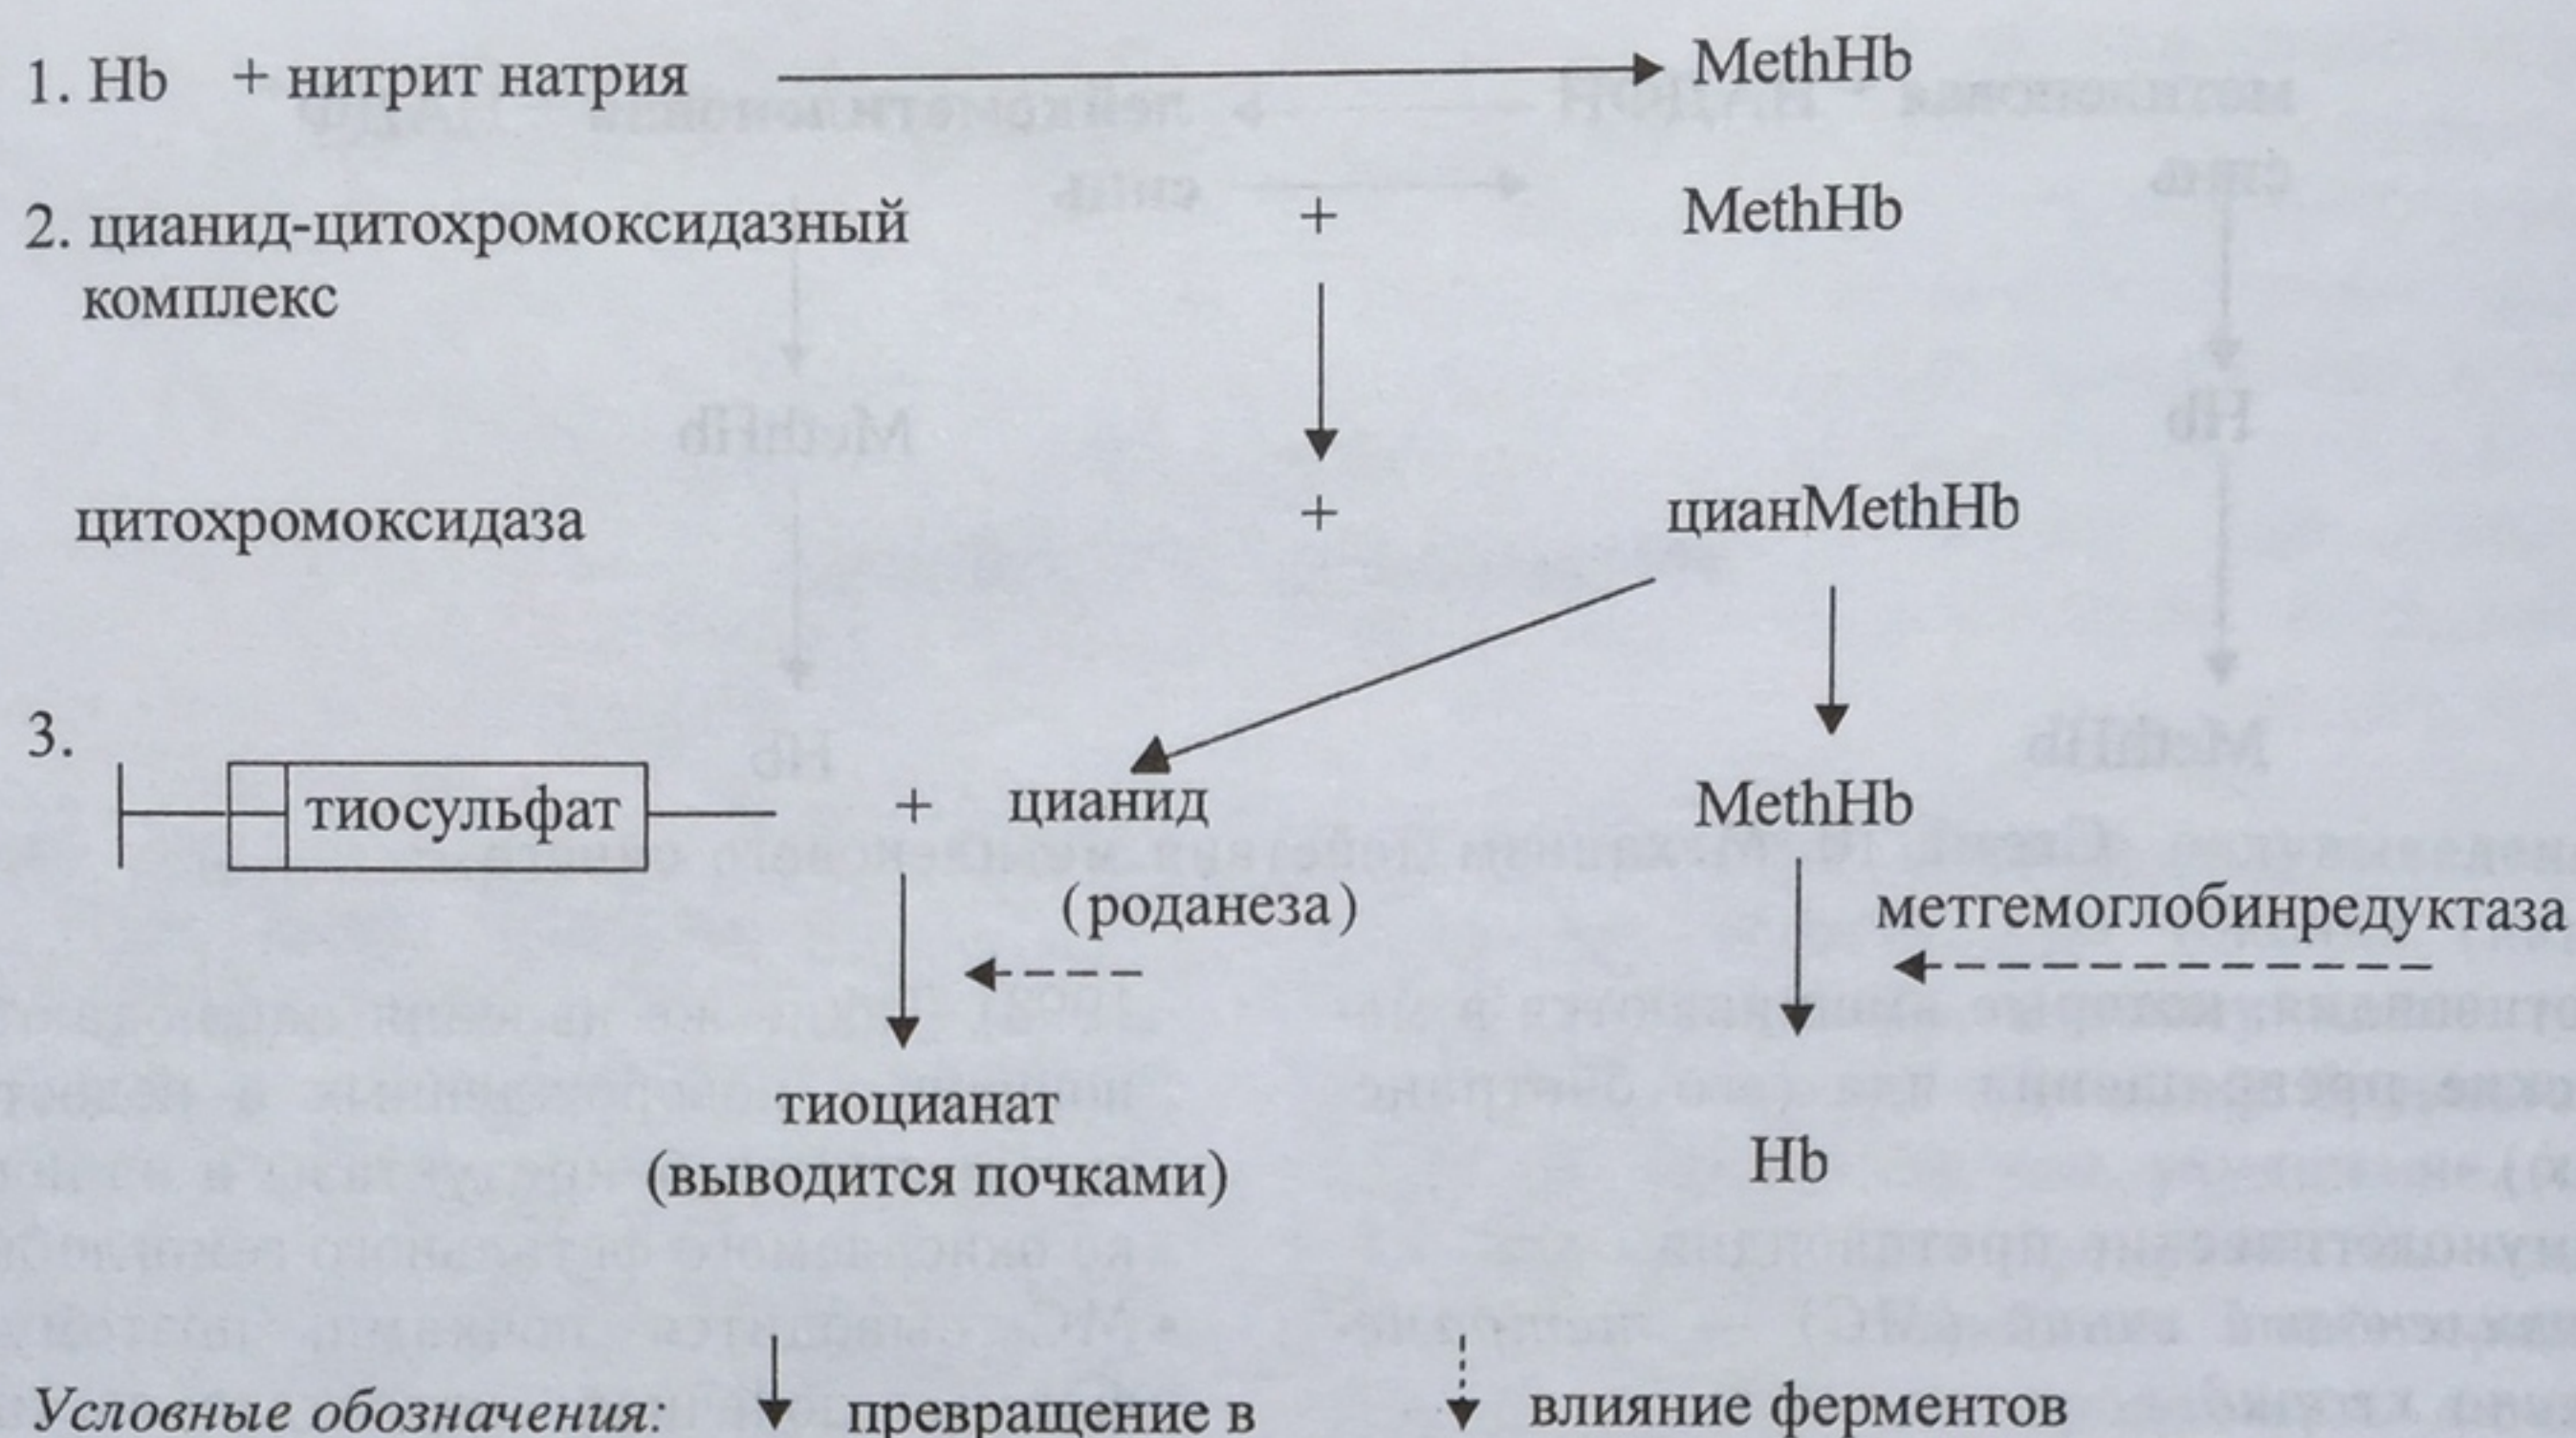 1. Hb + нитрит натрия MethHb
2. цианид-цитохромоксидазный + MethHb
комплекс
цитохромоксидаза + цианMethHb
3.
тиосульфат + цианид MethHb
(роданеза) метгемоглобинредуктаза
тиоцианат
(выводится почками) Hb
Условные обозначения: превращение в влияние ферментов